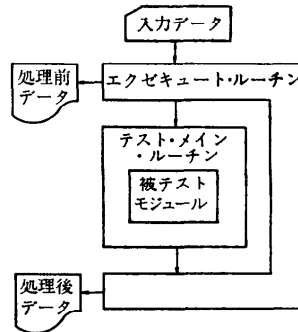 入力データ
処理前
データ
エクゼキュート・ルーチン
テスト・メイン
・ルーチン
被テスト
モジュール
処理後
データ